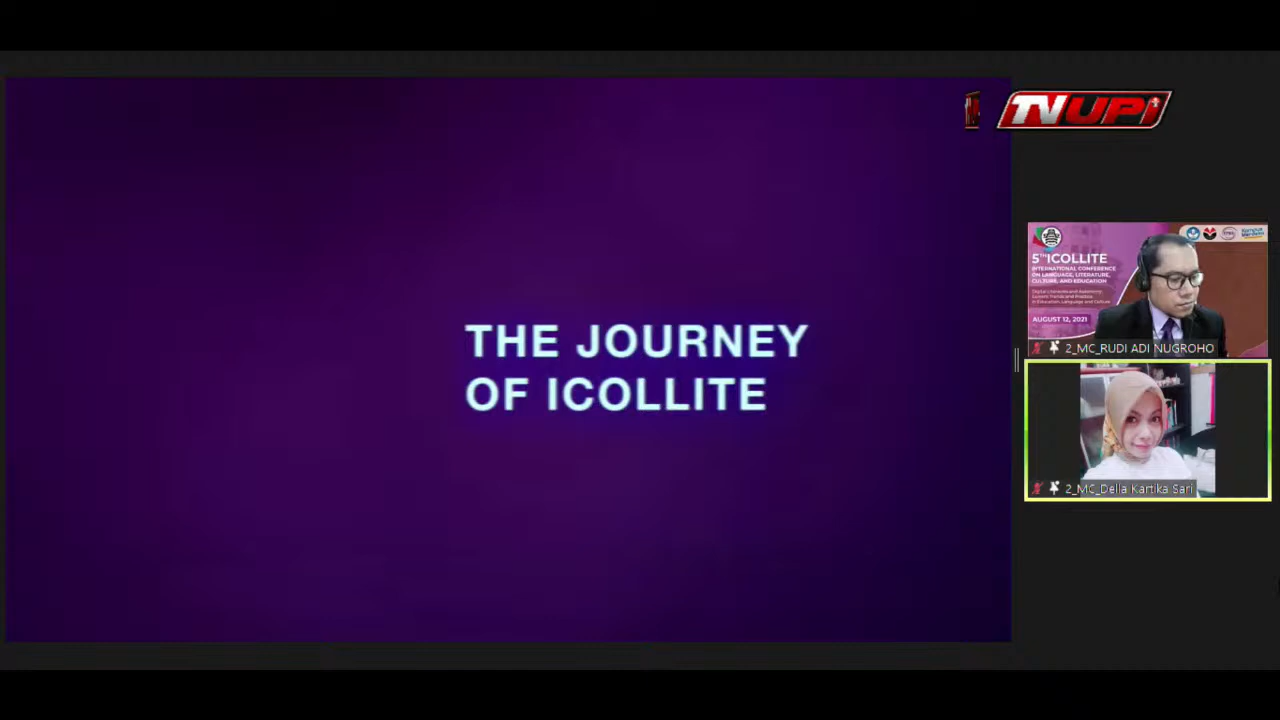 TVUPI
THE JOURNEY
OF ICOLLITE
5TH ICOLLITE
INTERNATIONAL CONFERENCE
ON LANGUAGE, LITERATURE,
CULTURE, AND EDUCATION
AUGUST 12, 2021
2_MC_RUDI ADI NUGROHO
2_MC_Della Kartika Sari